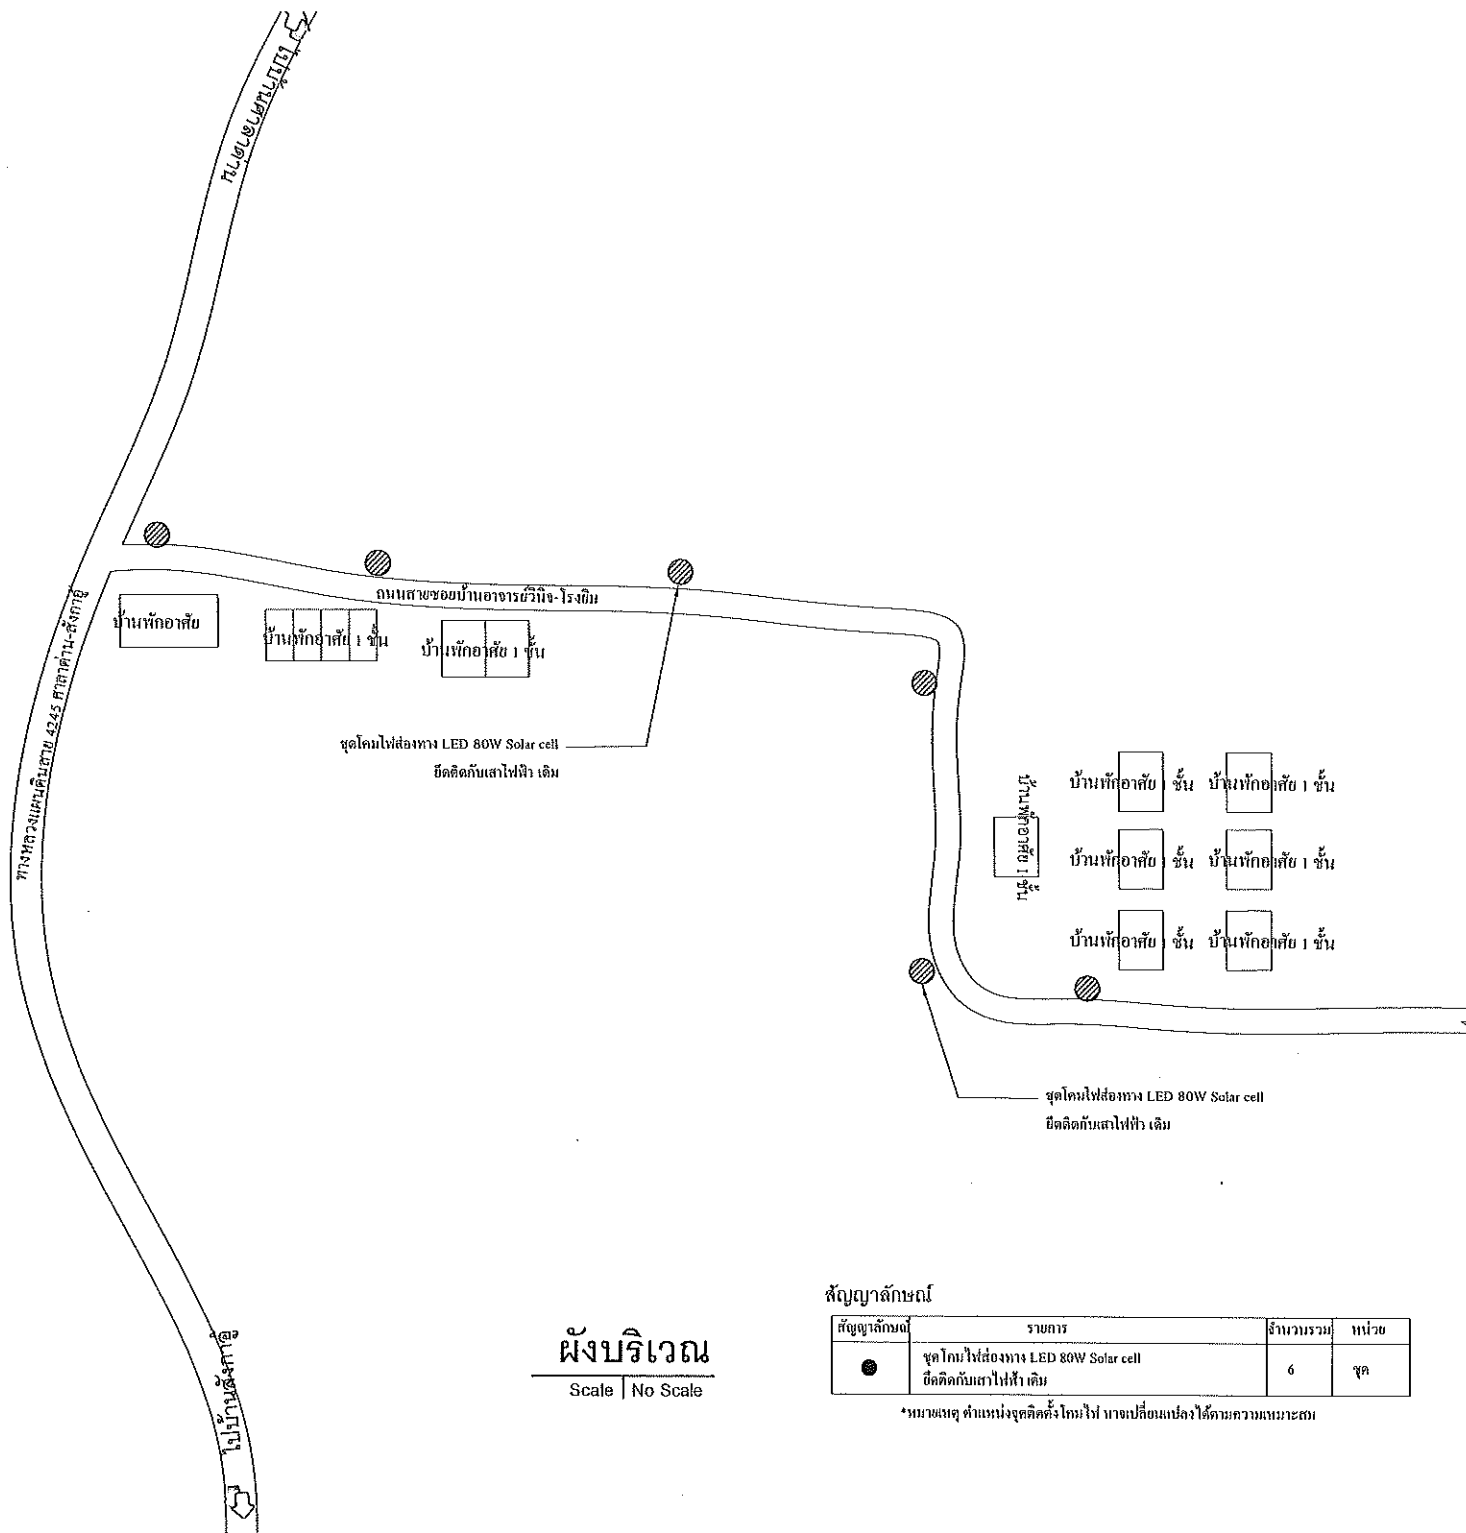 ไปบ้านศาลาด่าน
ทางหลวงแผ่นดินสาย 4245 ศาลาด่าน-สังกาอู้
ถนนสายซอยบ้านอาจารย์วินิจ-โรงยิม
บ้านพักอาศัย
บ้านพักอาศัย 1 ชั้น
บ้านพักอาศัย 1 ชั้น
ชุดโคมไฟส่องทาง LED 80W Solar cell
ยึดติดกับเสาไฟฟ้า เดิม
บ้านพักอาศัย 1 ชั้น
บ้านพักอาศัย 1 ชั้น บ้านพักอาศัย 1 ชั้น
บ้านพักอาศัย 1 ชั้น บ้านพักอาศัย 1 ชั้น
บ้านพักอาศัย 1 ชั้น บ้านพักอาศัย 1 ชั้น
ชุดโคมไฟส่องทาง LED 80W Solar cell
ยึดติดกับเสาไฟฟ้า เดิม
ไปบ้านสังกาอู้
ผังบริเวณ
Scale No Scale
สัญญาลักษณ์
สัญญาลักษณ์ รายการ จำนวนรวม หน่วย
ชุดโคมไฟส่องทาง LED 80W Solar cell
ยึดติดกับเสาไฟฟ้า เดิม 6 ชุด
*หมายเหตุ ตำแหน่งจุดติดตั้งโคมไฟ อาจเปลี่ยนแปลงได้ตามความเหมาะสม